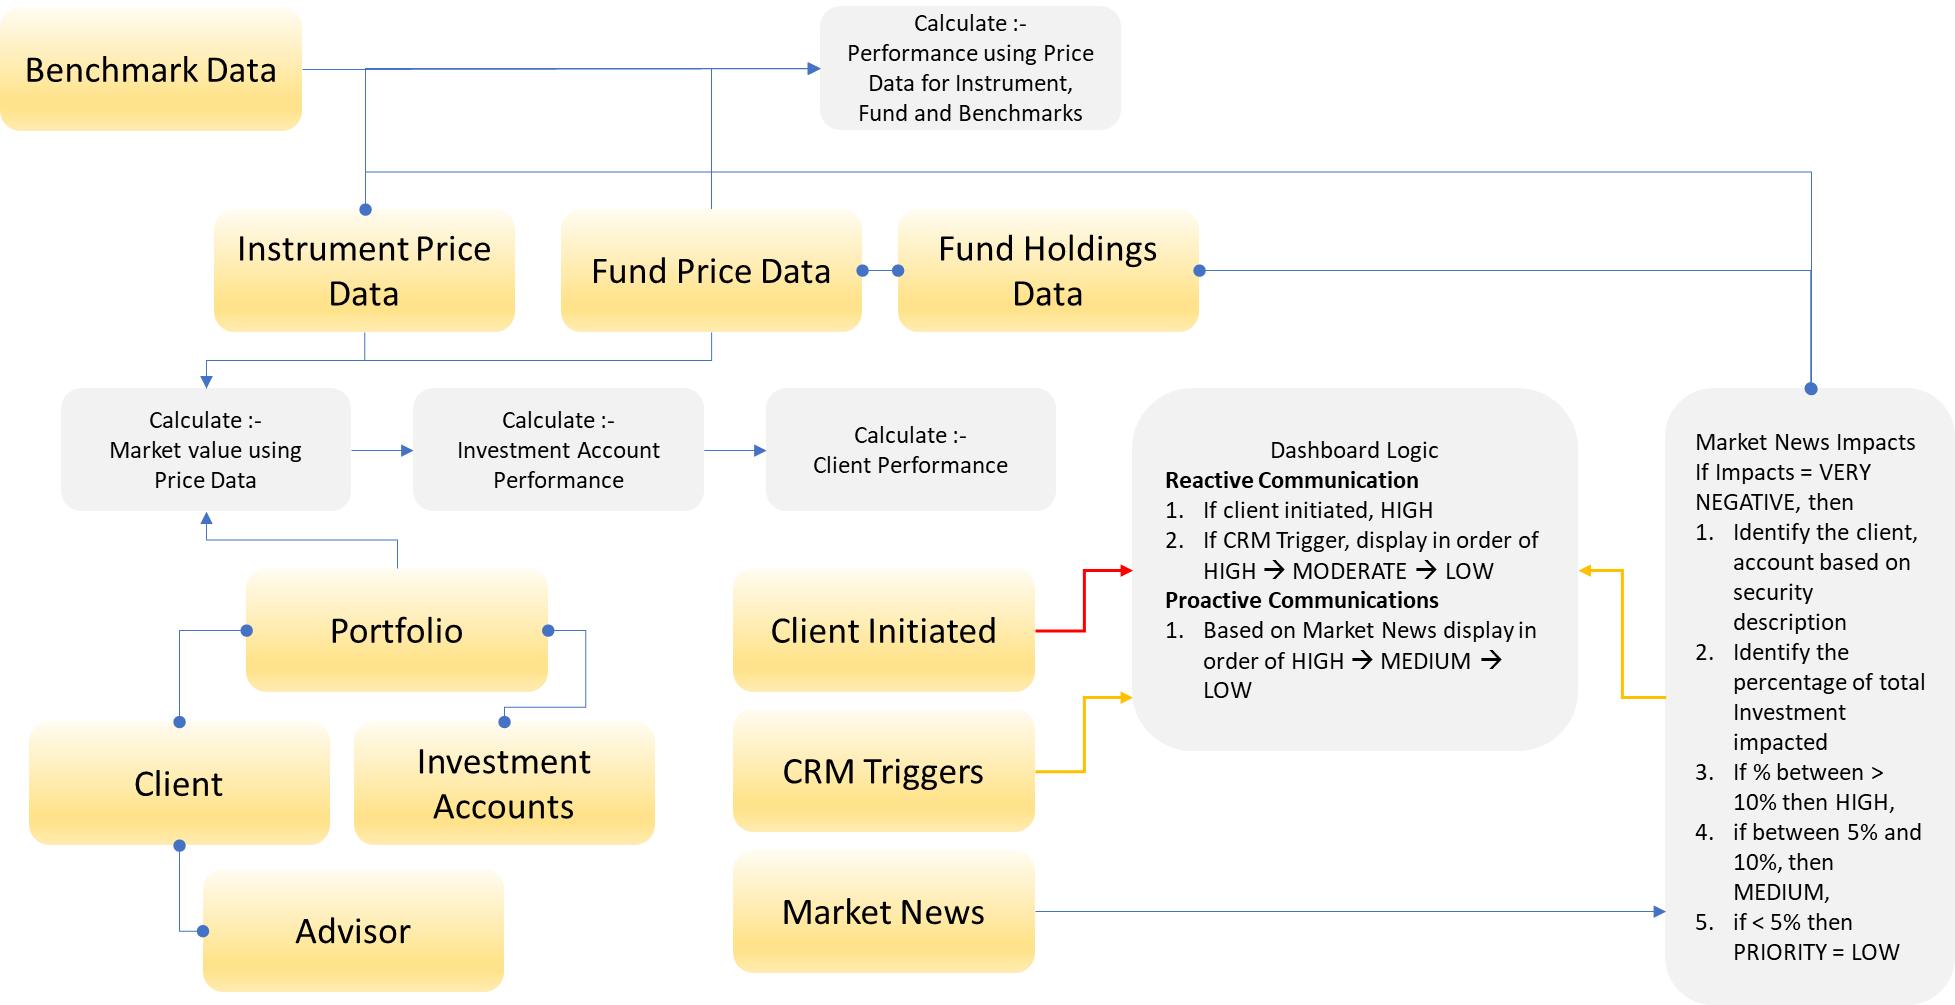 Benchmark Data
Calculate :-
Performance using Price
Data for Instrument,
Fund and Benchmarks
Instrument Price
Data
Fund Price Data
Fund Holdings
Data
Calculate :-
Market value using
Price Data
Calculate :-
Investment Account
Performance
Calculate :-
Client Performance
Dashboard Logic
Reactive Communication
1. If client initiated, HIGH
2. If CRM Trigger, display in order of
HIGH → MODERATE → LOW
Proactive Communications
1. Based on Market News display in
order of HIGH → MEDIUM →
LOW
Market News Impacts
If Impacts = VERY
NEGATIVE, then
1. Identify the client,
account based on
security
description
2. Identify the
percentage of total
Investment
impacted
3. If % between >
10% then HIGH,
4. if between 5% and
10%, then
MEDIUM,
5. if < 5% then
PRIORITY = LOW
Portfolio
Client
Investment
Accounts
Advisor
Client Initiated
CRM Triggers
Market News